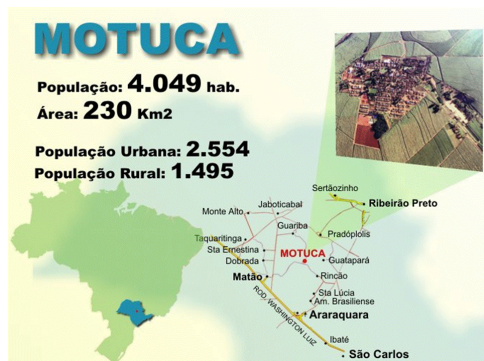 MOTUCA
População: 4.049 hab.
Área: 230 Km2
População Urbana: 2.554
População Rural: 1.495
Sertãozinho
Ribeirão Preto
Jaboticabal
Monte Alto
Guariba
Pradóplolis
Taquaritinga
Sta Ernestina
MOTUCA
Dobrada
Guatapará
Matão
Rincão
Sta Lúcia
Am. Brasiliense
ROD. WASHINGTON LUIZ
Araraquara
Ibaté
São Carlos